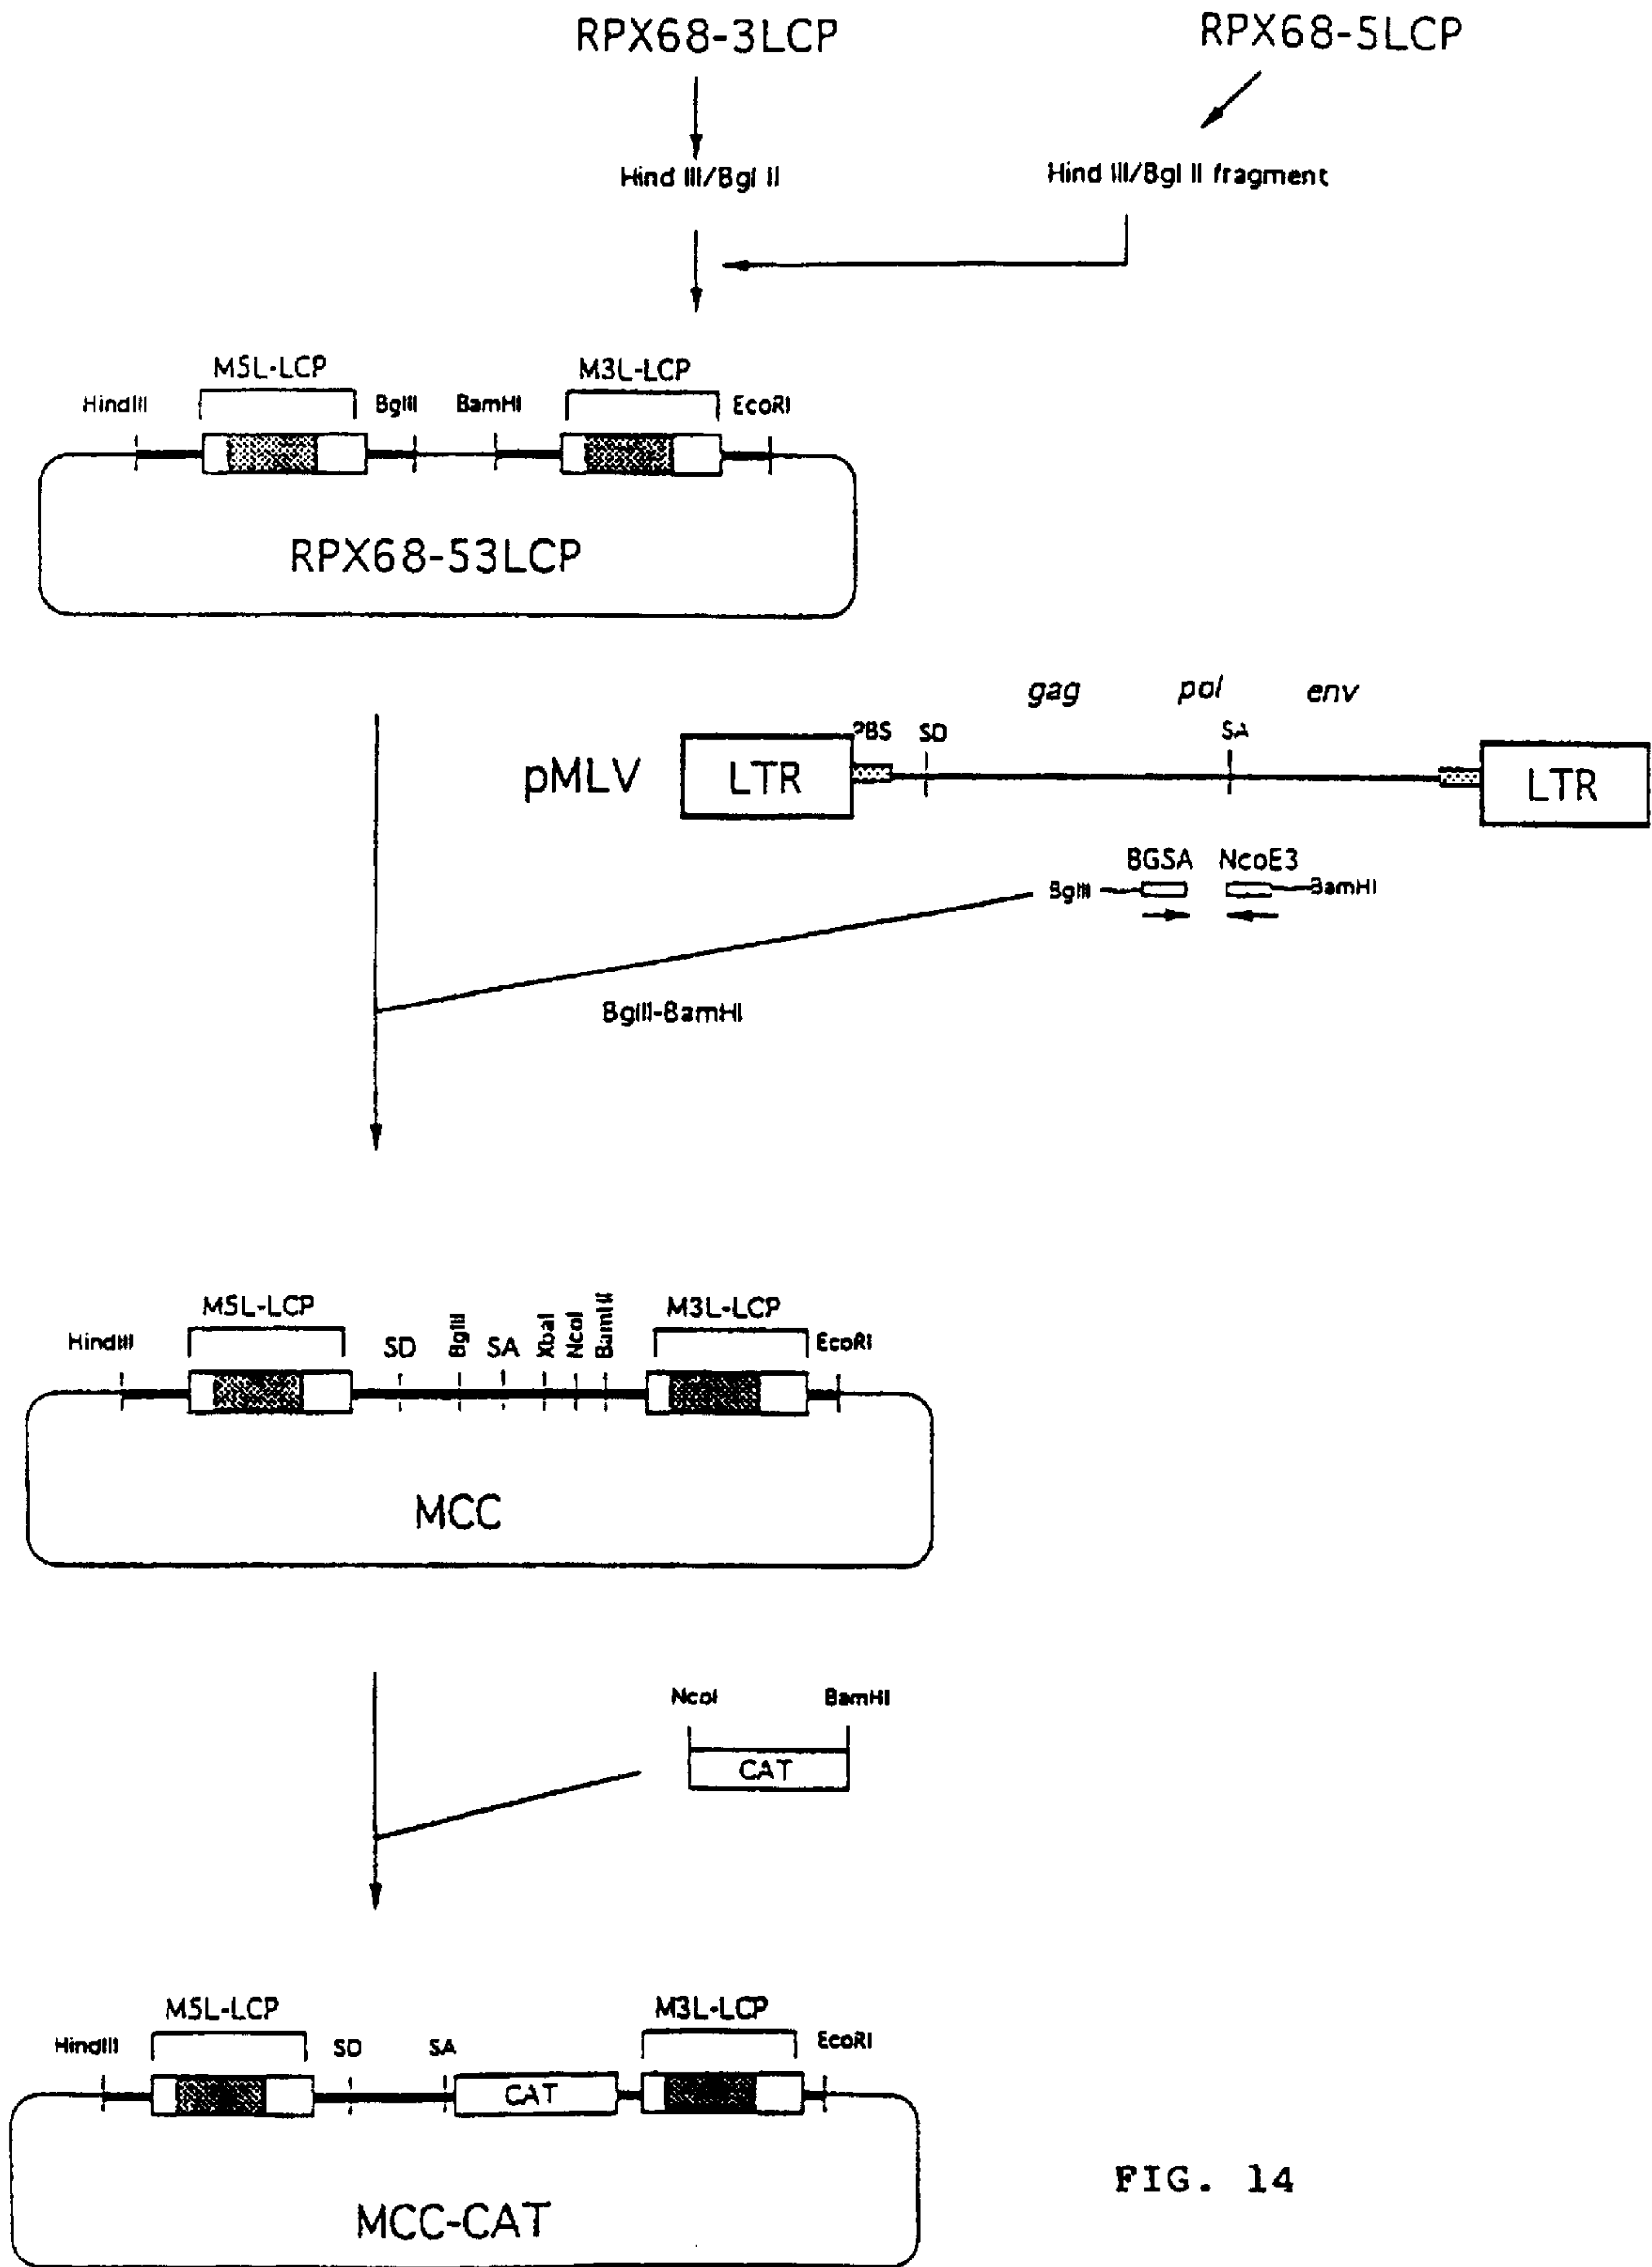 RPX68-3LCP
RPX68-5LCP
Hind III/Bgl II
Hind III/Bgl II fragment
M5L-LCP
M3L-LCP
HindIII
BglII
BamHI
EcoRI
RPX68-53LCP
gag
pol
env
PBS
SD
SA
pMLV
LTR
LTR
BGSA
NcoE3
BglII
BamHI
BglII-BamHI
M5L-LCP
M3L-LCP
HindIII
SD
BglII
SA
XbaI
NcoI
BamHI
EcoRI
MCC
NcoI
BamHI
CAT
M5L-LCP
M3L-LCP
HindIII
SD
SA
EcoRI
CAT
MCC-CAT
FIG. 14